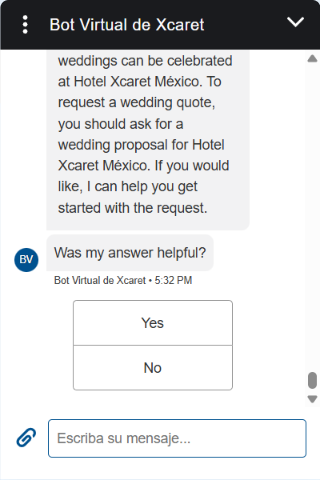 Bot Virtual de Xcaret
weddings can be celebrated
at Hotel Xcaret México. To
request a wedding quote,
you should ask for a
wedding proposal for Hotel
Xcaret México. If you would
like, I can help you get
started with the request.
Was my answer helpful?
BV
Bot Virtual de Xcaret • 5:32 PM
Yes
No
Escriba su mensaje...